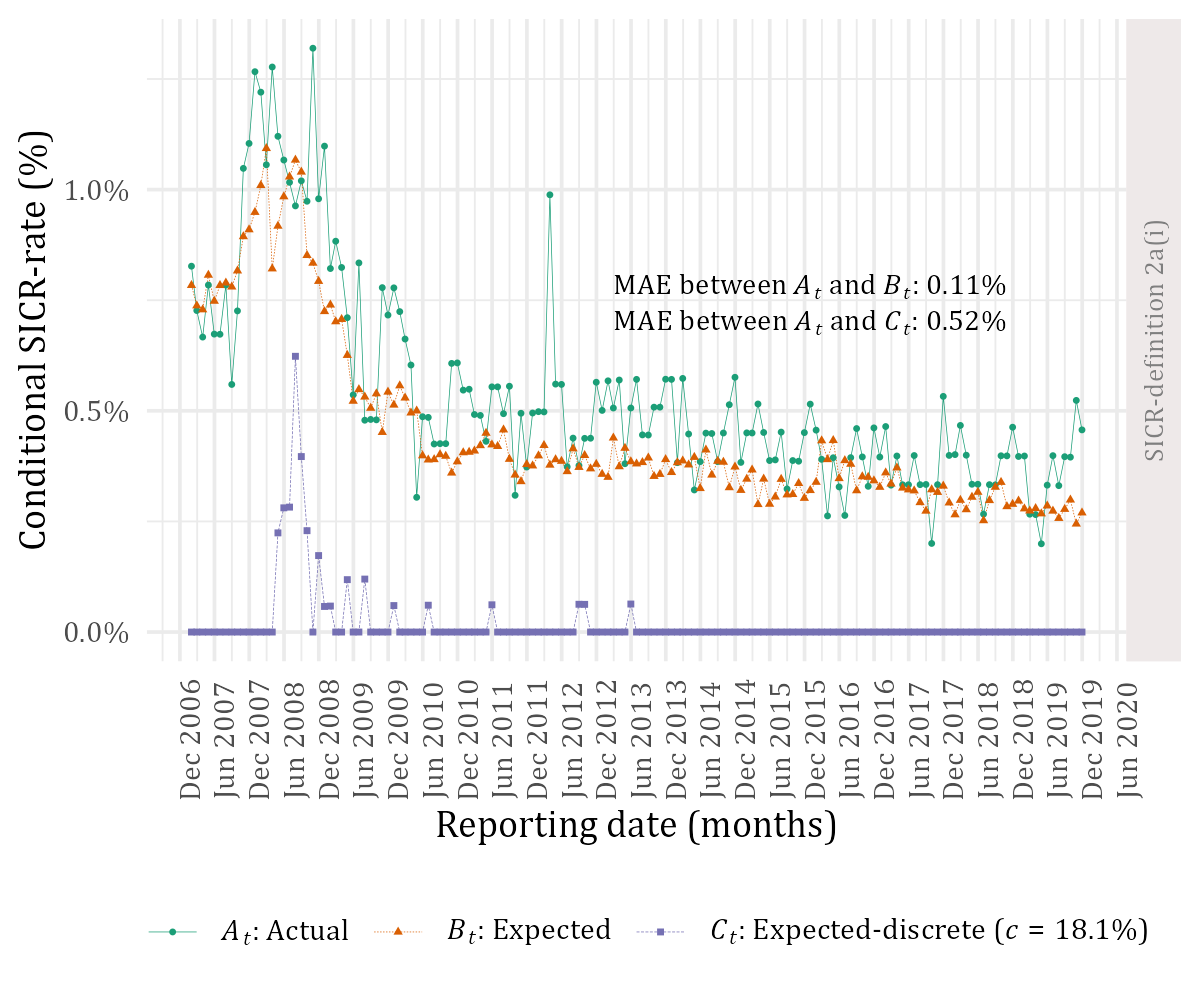 Conditional SICR-rate (%)
1.0%
0.5%
0.0%
MAE between A_t and B_t: 0.11%
MAE between A_t and C_t: 0.52%
SICR-definition 2a(i)
Dec 2006
Jun 2007
Dec 2007
Jun 2008
Dec 2008
Jun 2009
Dec 2009
Jun 2010
Dec 2010
Jun 2011
Dec 2011
Jun 2012
Dec 2012
Jun 2013
Dec 2013
Jun 2014
Dec 2014
Jun 2015
Dec 2015
Jun 2016
Dec 2016
Jun 2017
Dec 2017
Jun 2018
Dec 2018
Jun 2019
Dec 2019
Jun 2020
Reporting date (months)
A_t: Actual
B_t: Expected
C_t: Expected-discrete (c = 18.1%)